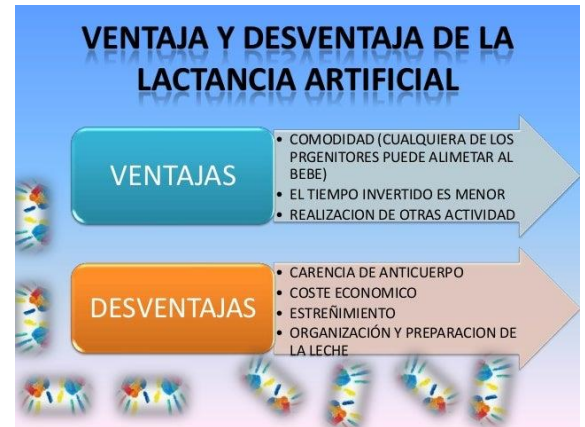 VENTAJA Y DESVENTAJA DE LA
LACTANCIA ARTIFICIAL
VENTAJAS
• COMODIDAD (CUALQUIERA DE LOS
PRGENITORES PUEDE ALIMETAR AL
BEBE)
• EL TIEMPO INVERTIDO ES MENOR
• REALIZACION DE OTRAS ACTIVIDAD
DESVENTAJAS
• CARENCIA DE ANTICUERPO
• COSTE ECONOMICO
• ESTREÑIMIENTO
• ORGANIZACIÓN Y PREPARACION DE
LA LECHE